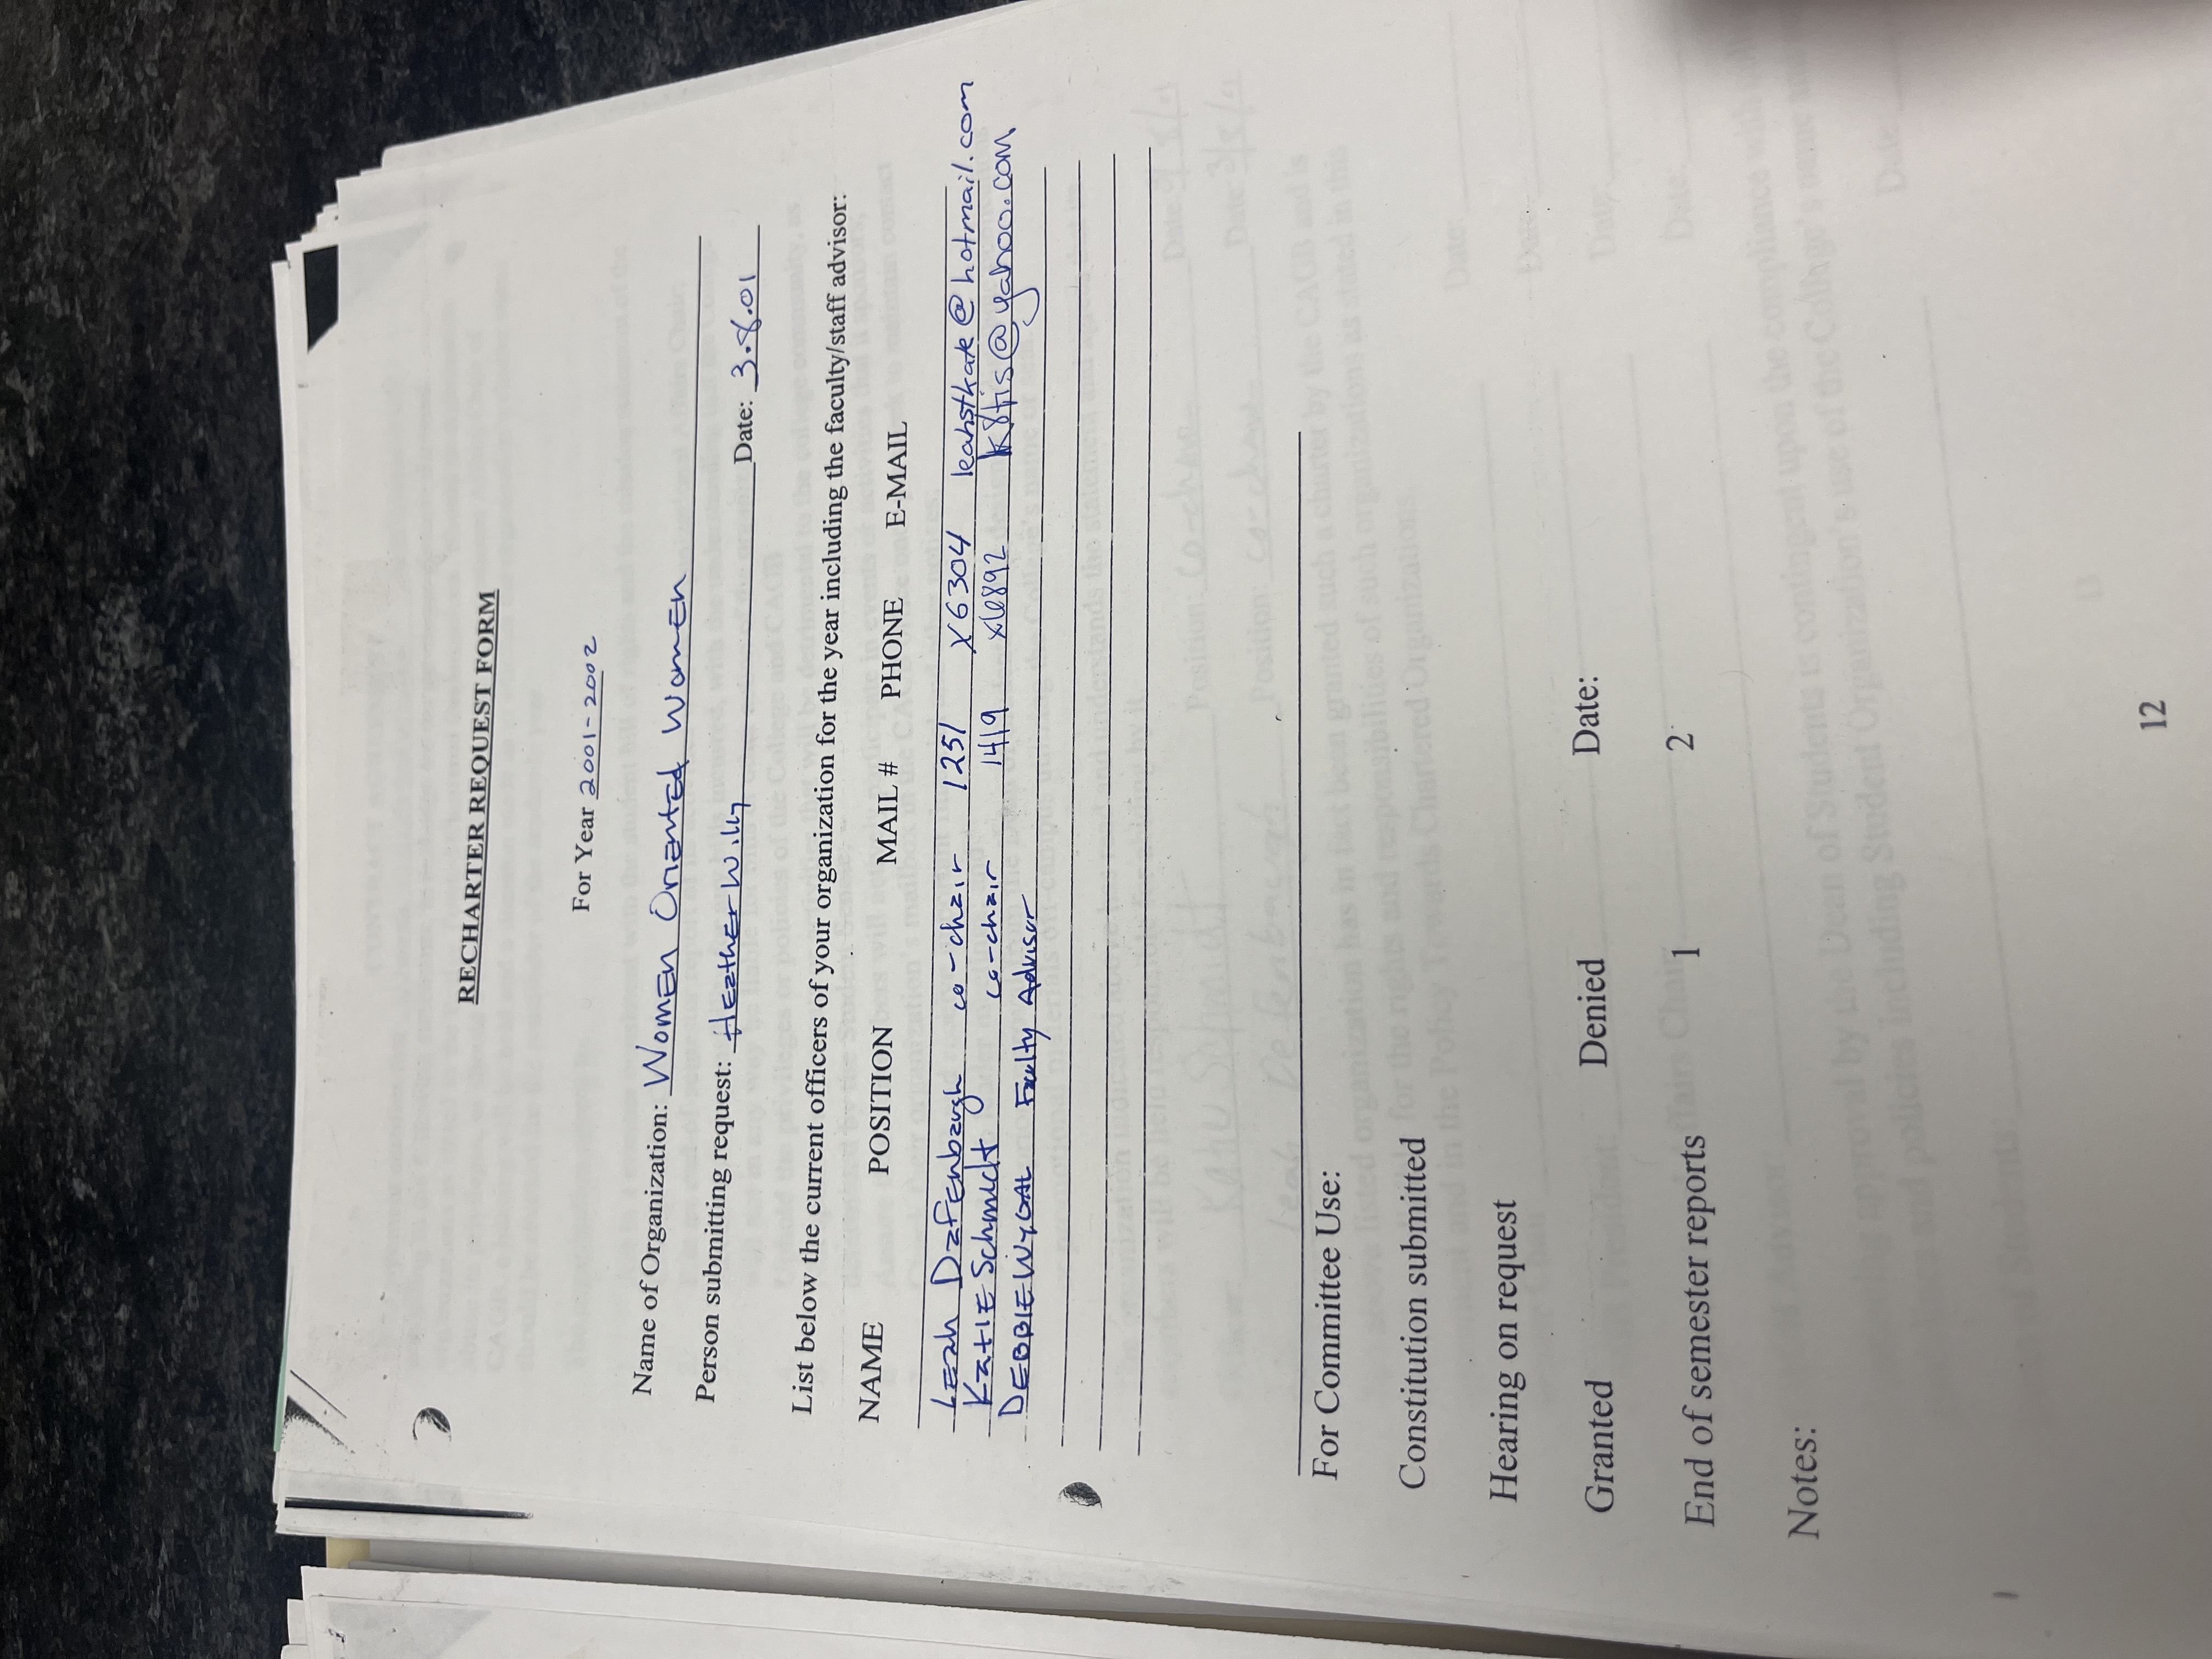 RECHARTER REQUEST FORM
For Year 2001-2002
Name of Organization: Women Oriented Women
Person submitting request: Heather Willy Date: 3.8.01
List below the current officers of your organization for the year including the faculty/staff advisor:
NAME POSITION MAIL # PHONE E-MAIL
Leah Dafenbaugh co-chair 1251 x6304 leahstkate@hotmail.com
Katie Schmidt co-chair 1419 x6892 k8tis@yahoo.com
DEBBIE WYGAL Faculty Advisor
For Committee Use:
Constitution submitted
Hearing on request
Granted Denied Date:
End of semester reports 1 2
Notes:
12